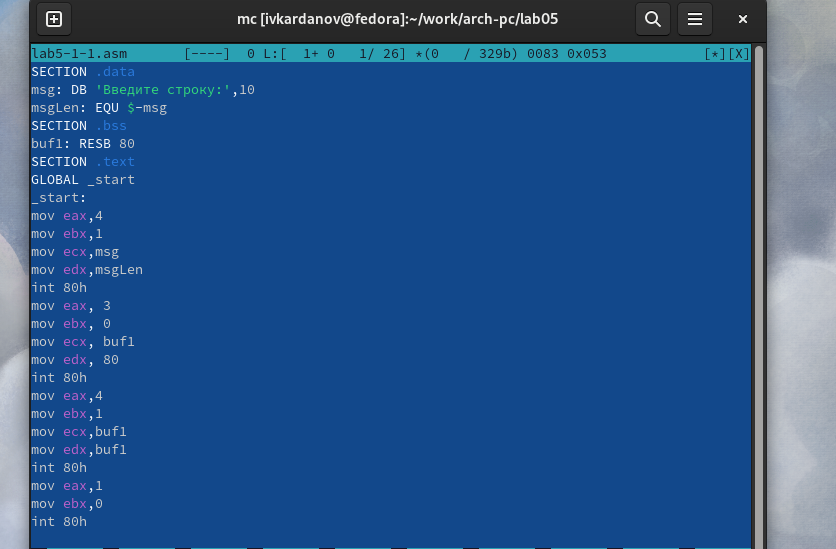 mc [ivkardanov@fedora]:~/work/arch-pc/lab05
lab5-1-1.asm [----] 0 L:[ 1+ 0 1/ 26] *(0 / 329b) 0083 0x053 [*][X]
SECTION .data
msg: DB 'Введите строку:',10
msgLen: EQU $-msg
SECTION .bss
buf1: RESB 80
SECTION .text
GLOBAL _start
_start:
mov eax,4
mov ebx,1
mov ecx,msg
mov edx,msgLen
int 80h
mov eax, 3
mov ebx, 0
mov ecx, buf1
mov edx, 80
int 80h
mov eax,4
mov ebx,1
mov ecx,buf1
mov edx,buf1
int 80h
mov eax,1
mov ebx,0
int 80h